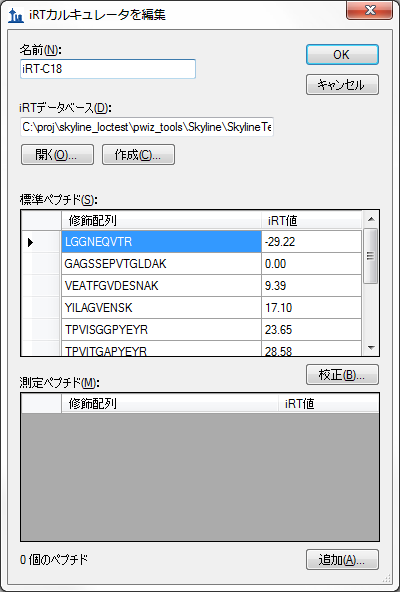 iRTカルキュレータを編集
名前(N):
iRT-C18
OK
キャンセル
iRTデータベース(D):
C:\proj\skyline_loctest\pwiz_tools\Skyline\SkylineTe
開く(O)... 作成(C)...
標準ペプチド(S):
修飾配列 iRT値
LGGNEQVTR -29.22
GAGSSEPVTGLDAK 0.00
VEATFGVDESNAK 9.39
YILAGVENSK 17.10
TPVISGGPYEYR 23.65
TPVITGAPYEYR 28.58
校正(B)...
測定ペプチド(M):
修飾配列 iRT値
0 個のペプチド
追加(A)...